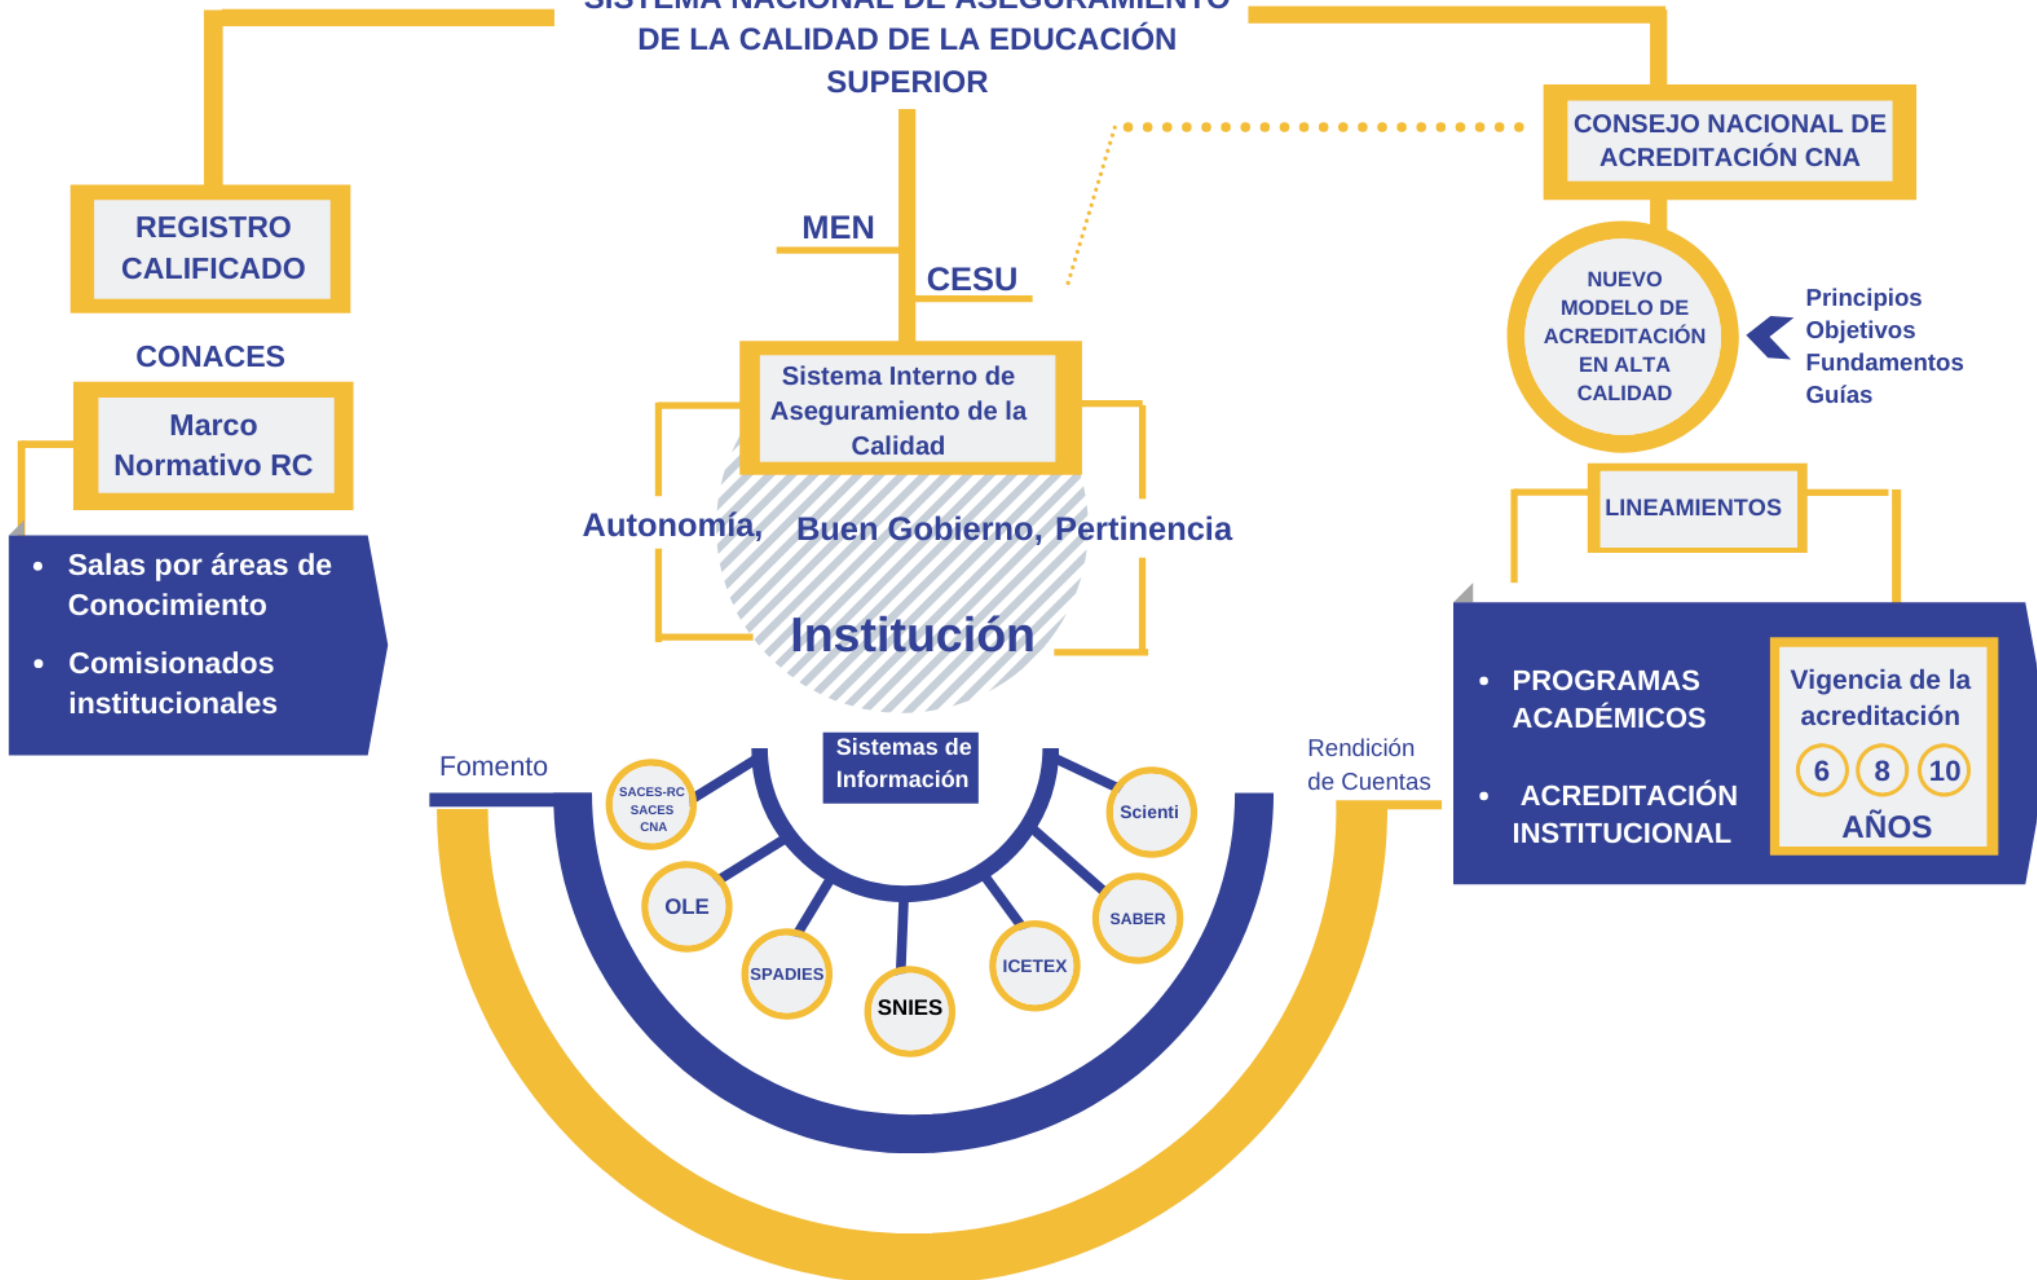 SISTEMA NACIONAL DE ASEGURAMIENTO
DE LA CALIDAD DE LA EDUCACIÓN
SUPERIOR
REGISTRO
CALIFICADO
CONACES
Marco
Normativo RC
• Salas por áreas de
Conocimiento
• Comisionados
institucionales
MEN
CESU
Sistema Interno de
Aseguramiento de la
Calidad
Autonomía, Buen Gobierno, Pertinencia
Institución
CONSEJO NACIONAL DE
ACREDITACIÓN CNA
NUEVO
MODELO DE
ACREDITACIÓN
EN ALTA
CALIDAD
Principios
Objetivos
Fundamentos
Guías
LINEAMIENTOS
• PROGRAMAS
ACADÉMICOS
• ACREDITACIÓN
INSTITUCIONAL
Vigencia de la
acreditación
6 8 10
AÑOS
Fomento
Sistemas de
Información
Rendición
de Cuentas
SACES-RC
SACES
CNA
OLE
SPADIES
SNIES
ICETEX
SABER
Scienti